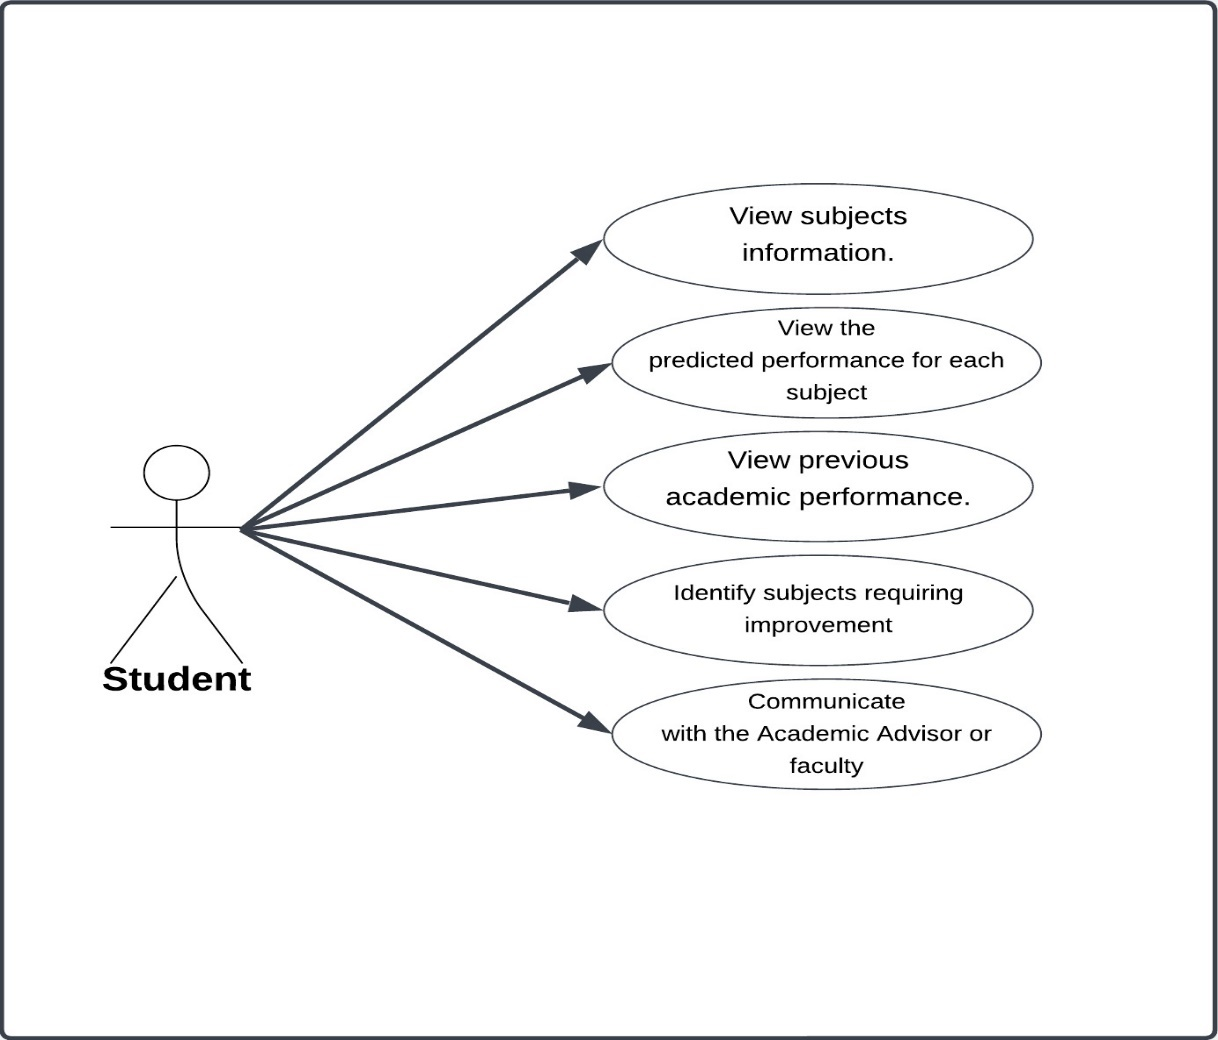 View subjects
information.
View the
predicted performance for each
subject
View previous
academic performance.
Identify subjects requiring
improvement
Student
Communicate
with the Academic Advisor or
faculty